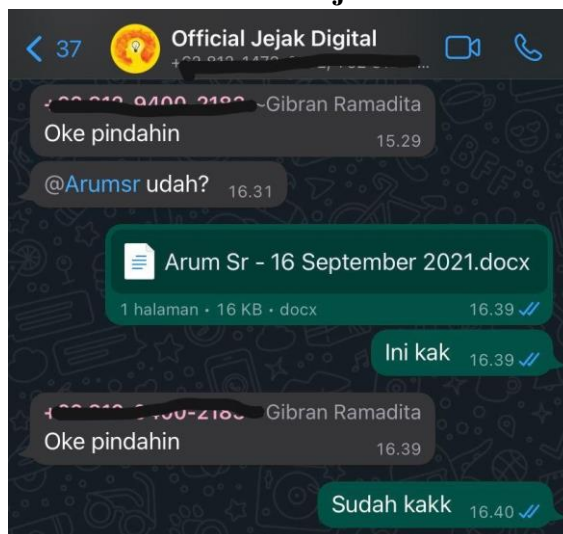 37
Official Jejak Digital
~Gibran Ramadita
Oke pindahin
15.29
@Arumsr udah? 16.31
Arum Sr - 16 September 2021.docx
1 halaman • 16 KB • docx
16.39
Ini kak 16.39
Gibran Ramadita
Oke pindahin
16.39
Sudah kakk 16.40